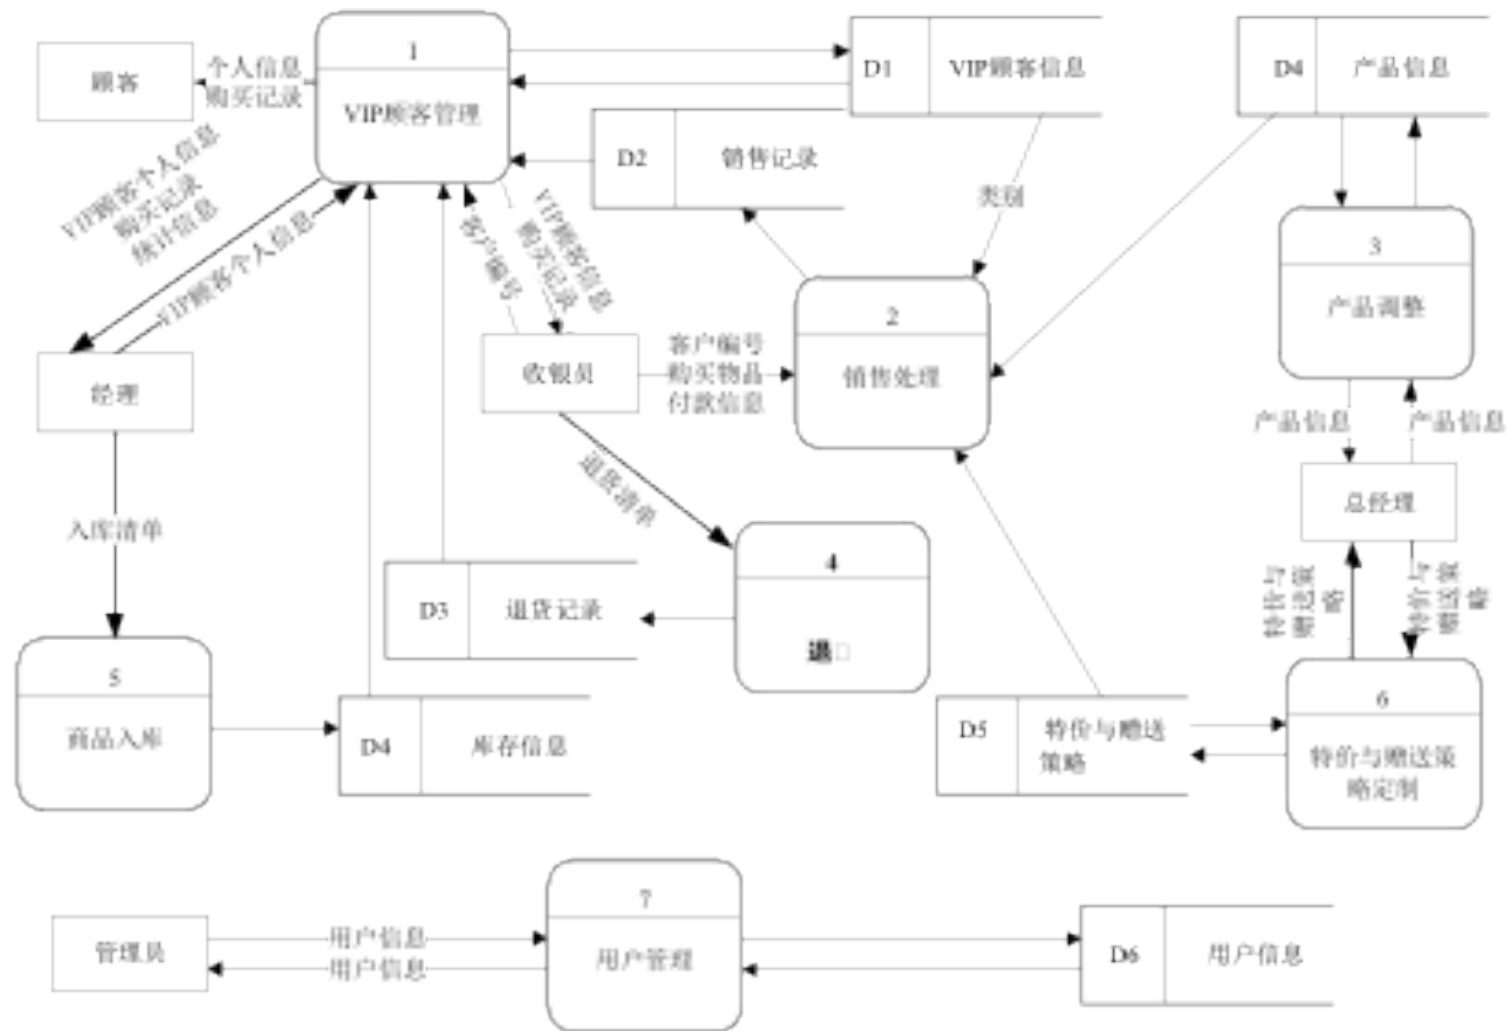 顾客
个人信息
购买记录
1
VIP顾客管理
D1
VIP顾客信息
D4
产品信息
D2
销售记录
类别
VIP顾客个人信息
购买记录
统计信息
VIP顾客个人信息
客户编号
VIP顾客信息
购买记录
3
产品调整
2
销售处理
经理
收银员
客户编号
购买物品
付款信息
产品信息
产品信息
退货清单
总经理
入库清单
4
退□
D3
退货记录
特价与
赠送策
略
特价与
赠送策
略
5
商品入库
D4
库存信息
D5
特价与赠送
策略
6
特价与赠送策
略定制
7
用户管理
管理员
用户信息
用户信息
D6
用户信息